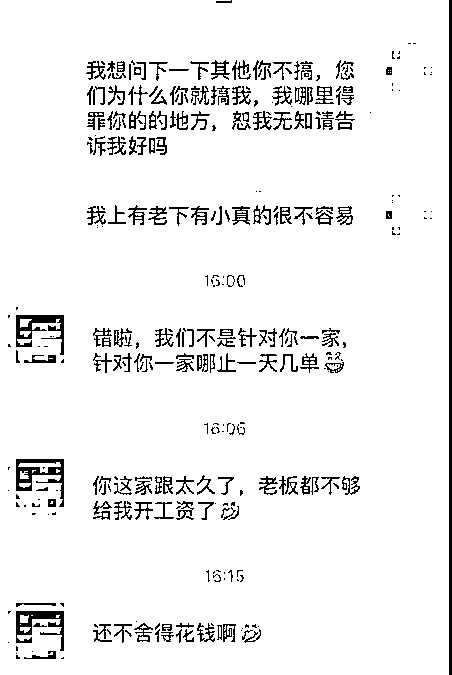 我想问下一下其他你不搞，您
们为什么你就搞我，我哪里得
罪你的的地方，恕我无知请告
诉我好吗
我上有老下有小真的很不容易
16:00
错啦，我们不是针对你一家，
针对你一家哪止一天几单
16:06
你这家跟太久了，老板都不够
给我开工资了
16:15
还不舍得花钱啊